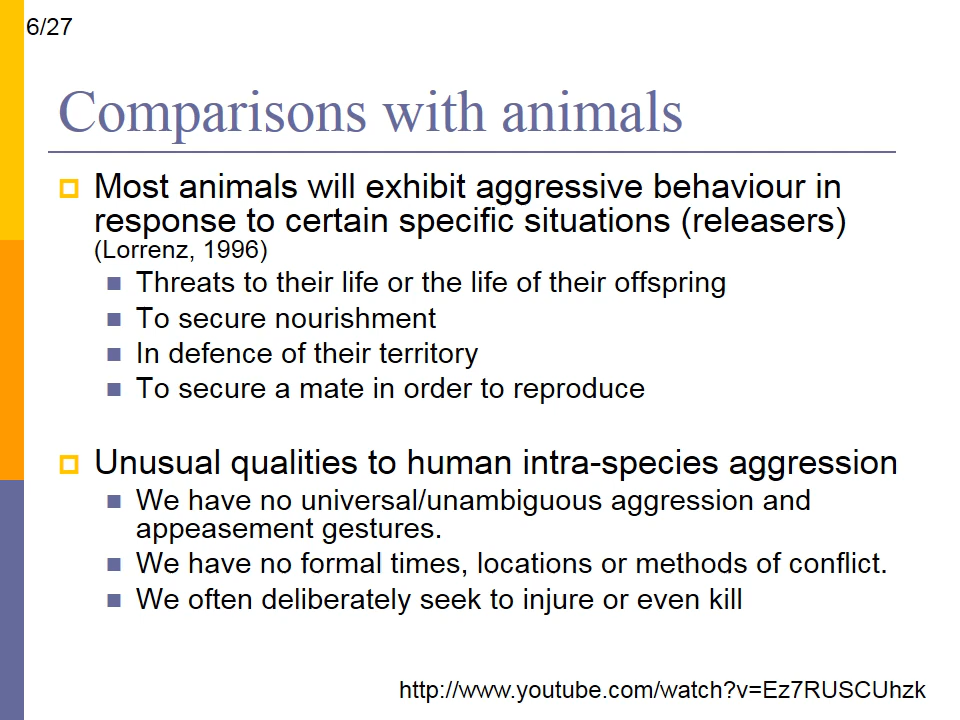 6/27
Comparisons with animals
Most animals will exhibit aggressive behaviour in
response to certain specific situations (releasers)
(Lorrenz, 1996)
Threats to their life or the life of their offspring
To secure nourishment
In defence of their territory
To secure a mate in order to reproduce
Unusual qualities to human intra-species aggression
We have no universal/unambiguous aggression and
appeasement gestures.
We have no formal times, locations or methods of conflict.
We often deliberately seek to injure or even kill
http://www.youtube.com/watch?v=Ez7RUSCUhzk